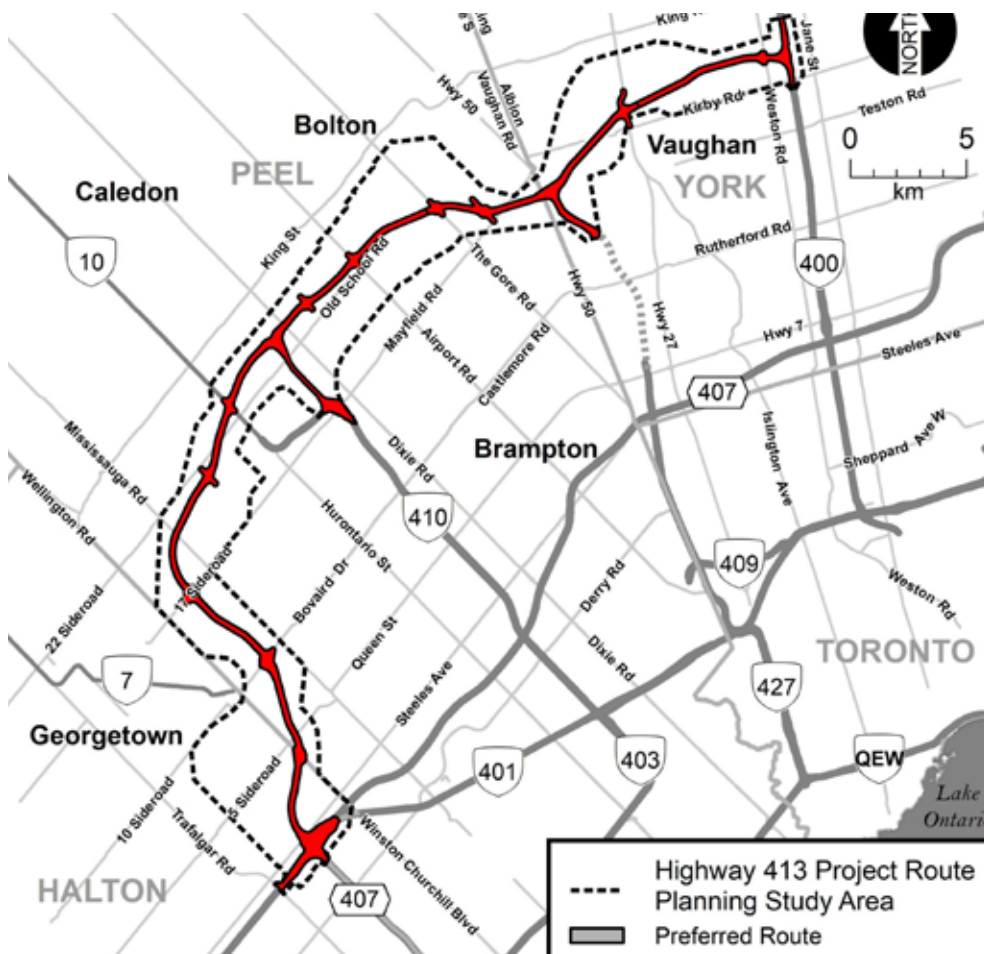 King
e S
King R
Jane St
NORTH
Hwy 50
Albion
Vaughan Rd
Bolton
Kirby Rd
Weston Rd
Teston Rd
Vaughan
0 5
km
PEEL
YORK
Caledon
King St
10
Old School Rd
The Gore Rd
Rutherford Rd
400
Mayfield Rd
Airport Rd
Castlemore Rd
Hwy 50
Hwy 27
Hwy 7
Steeles Ave
407
Mississauga Rd
Wellington Rd
Dixie Rd
Brampton
Islington Ave
Sheppard Ave W
410
Hurontario St
409
17 Sideroad
Bovaird Dr
Derry Rd
Weston Rd
22 Sideroad
Queen St
Dixie Rd
TORONTO
7
Steeles Ave
427
Georgetown
401
403
QEW
Lake
Ontario
10 Sideroad
5 Sideroad
Trafalgar Rd
Winston Churchill Blvd
HALTON
407
Highway 413 Project Route
Planning Study Area
Preferred Route